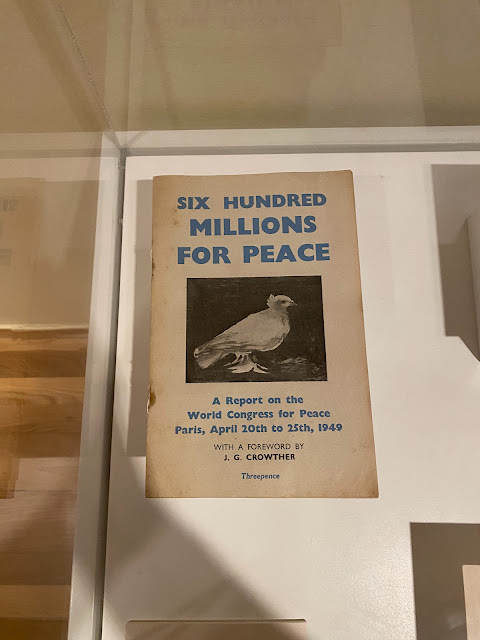 SIX HUNDRED
MILLIONS
FOR PEACE
A Report on the
World Congress for Peace
Paris, April 20th to 25th, 1949
WITH A FOREWORD BY
J. G. CROWTHER
Threepence